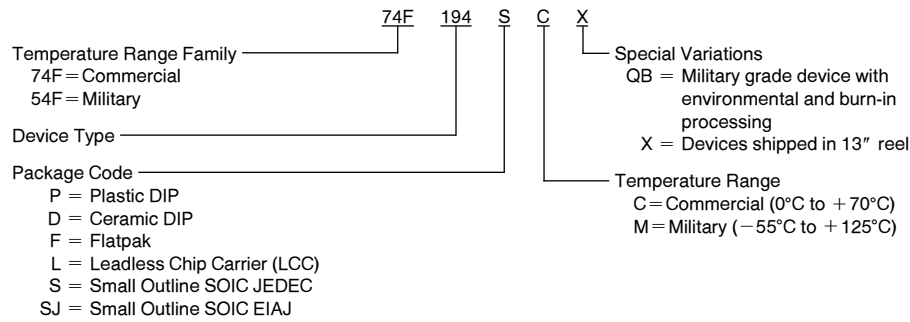 74F 194 S C X
Temperature Range Family
74F = Commercial
54F = Military
Device Type
Package Code
P = Plastic DIP
D = Ceramic DIP
F = Flatpak
L = Leadless Chip Carrier (LCC)
S = Small Outline SOIC JEDEC
SJ = Small Outline SOIC EIAJ
Special Variations
QB = Military grade device with
environmental and burn-in
processing
X = Devices shipped in 13″ reel
Temperature Range
C = Commercial (0°C to +70°C)
M = Military (−55°C to +125°C)